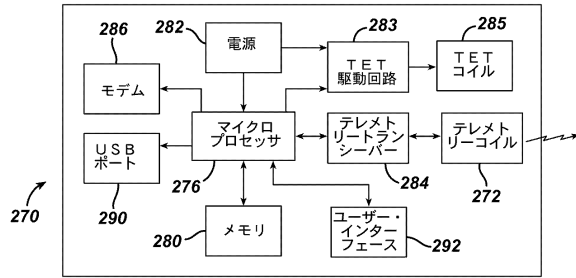 286
282
283
285
電源
TET
駆動回路
TET
コイル
モデム
マイクロ
プロセッサ
テレメト
リートラン
シーバー
テレメト
リーコイル
USB
ポート
276
284
272
270
290
280
メモリ
ユーザー・
インター
フェース
292